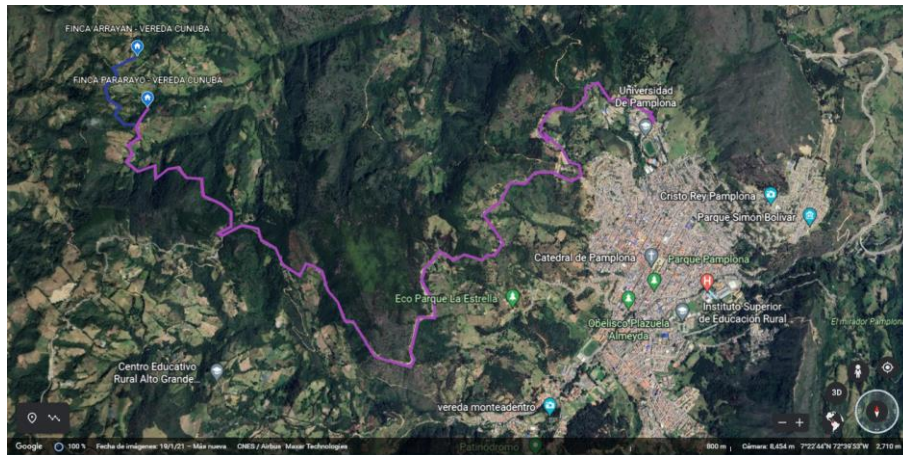 FINCA ARRAYAN - VEREDA CUNUBA
FINCA PARARAYO - VEREDA CUNUBA
Universidad
De Pamplona
Cristo Rey Pamplona
Parque Simón Bolívar
Catedral de Pamplona
Parque Pamplona
Eco Parque La Estrella
Instituto Superior
de Educación Rural
Obelisco Plazuela
Almeyda
El mirador Pamplona
Centro Educativo
Rural Alto Grande...
vereda monteadentro
3D
Patinódromo
Google 100 % Fecha de imágenes: 19/1/21 – Más nueva CNES / Airbus Maxar Technologies 800 m Cámara: 8,454 m 7°22'44"N 72°39'53"W 2,710 m